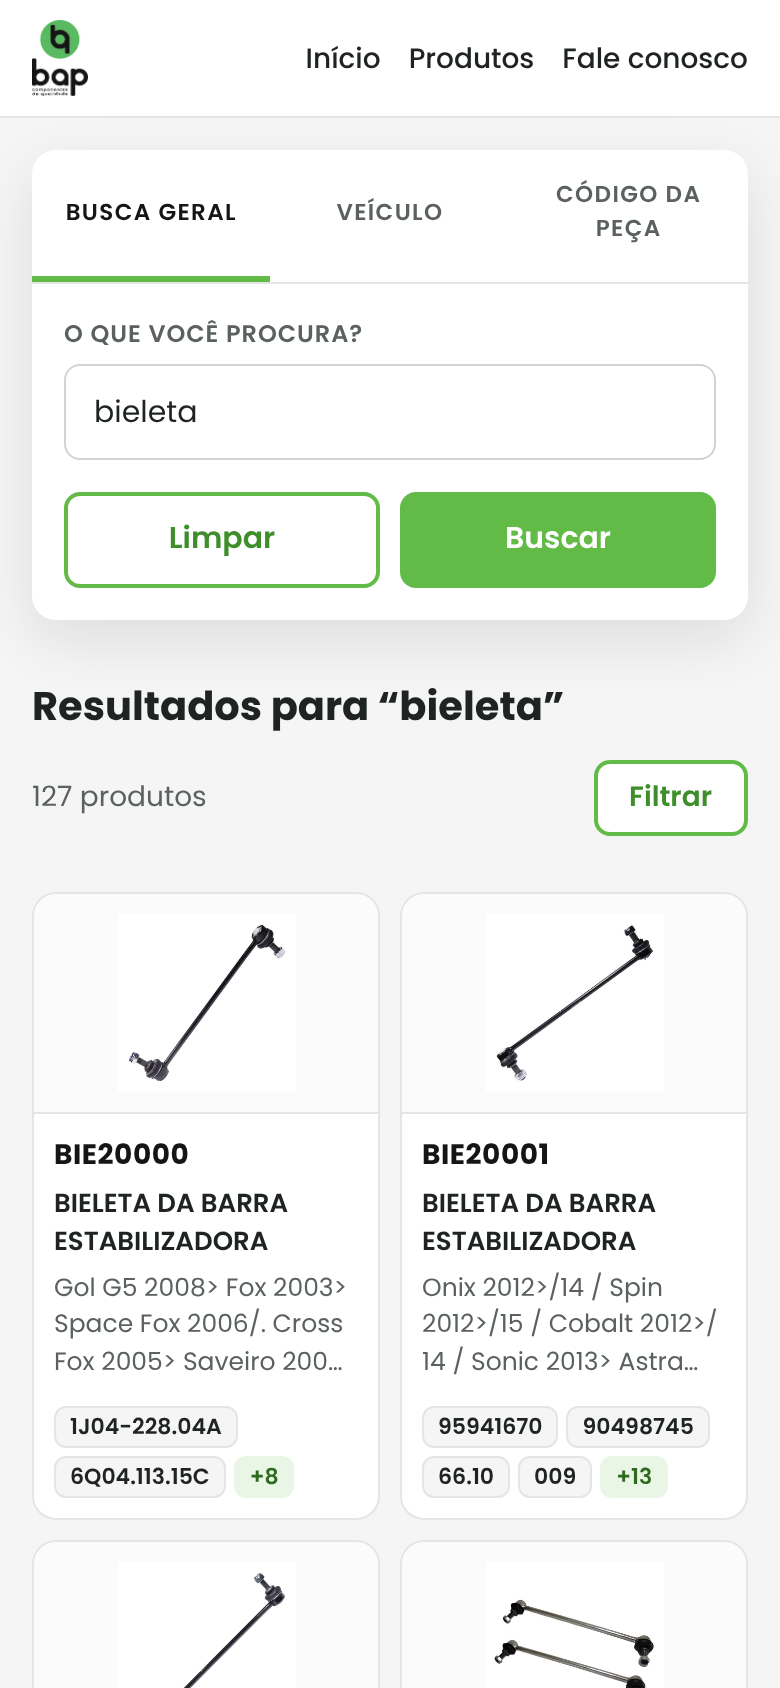 bap
componentes
de qualidade
Início Produtos Fale conosco
BUSCA GERAL
VEÍCULO
CÓDIGO DA
PEÇA
O QUE VOCÊ PROCURA?
bieleta
Limpar
Buscar
Resultados para “bieleta”
127 produtos
Filtrar
BIE20000
BIELETA DA BARRA
ESTABILIZADORA
Gol G5 2008> Fox 2003>
Space Fox 2006/. Cross
Fox 2005> Saveiro 200...
1J04-228.04A
6Q04.113.15C +8
BIE20001
BIELETA DA BARRA
ESTABILIZADORA
Onix 2012>/14 / Spin
2012>/15 / Cobalt 2012>/
14 / Sonic 2013> Astra...
95941670 90498745
66.10 009 +13